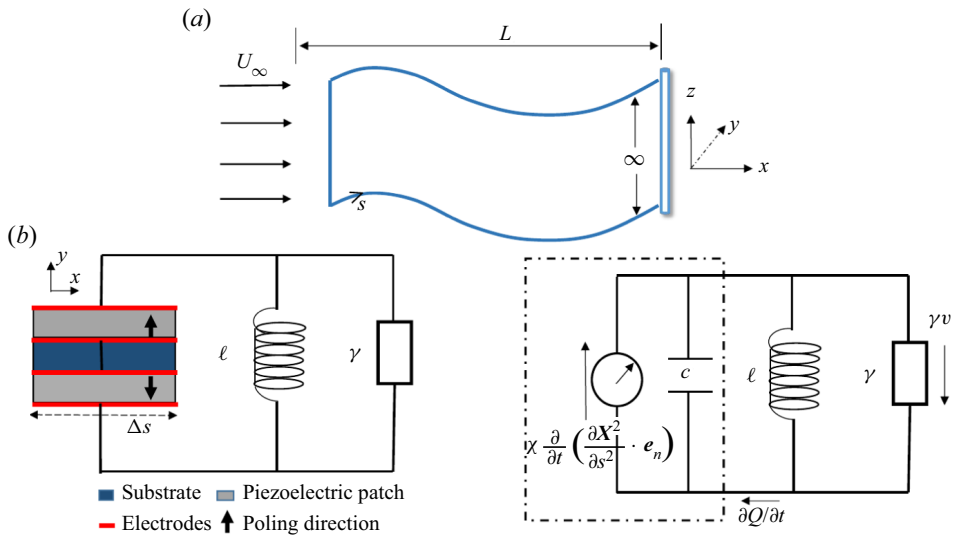 (a)
L
U∞
z
y
∞
x
s
(b)
y
x
ℓ
γ
Δs
c
ℓ
γ
γv
χ ∂/∂t (∂X²/∂s² · eₙ)
∂Q/∂t
Substrate
Piezoelectric patch
Electrodes
Poling direction